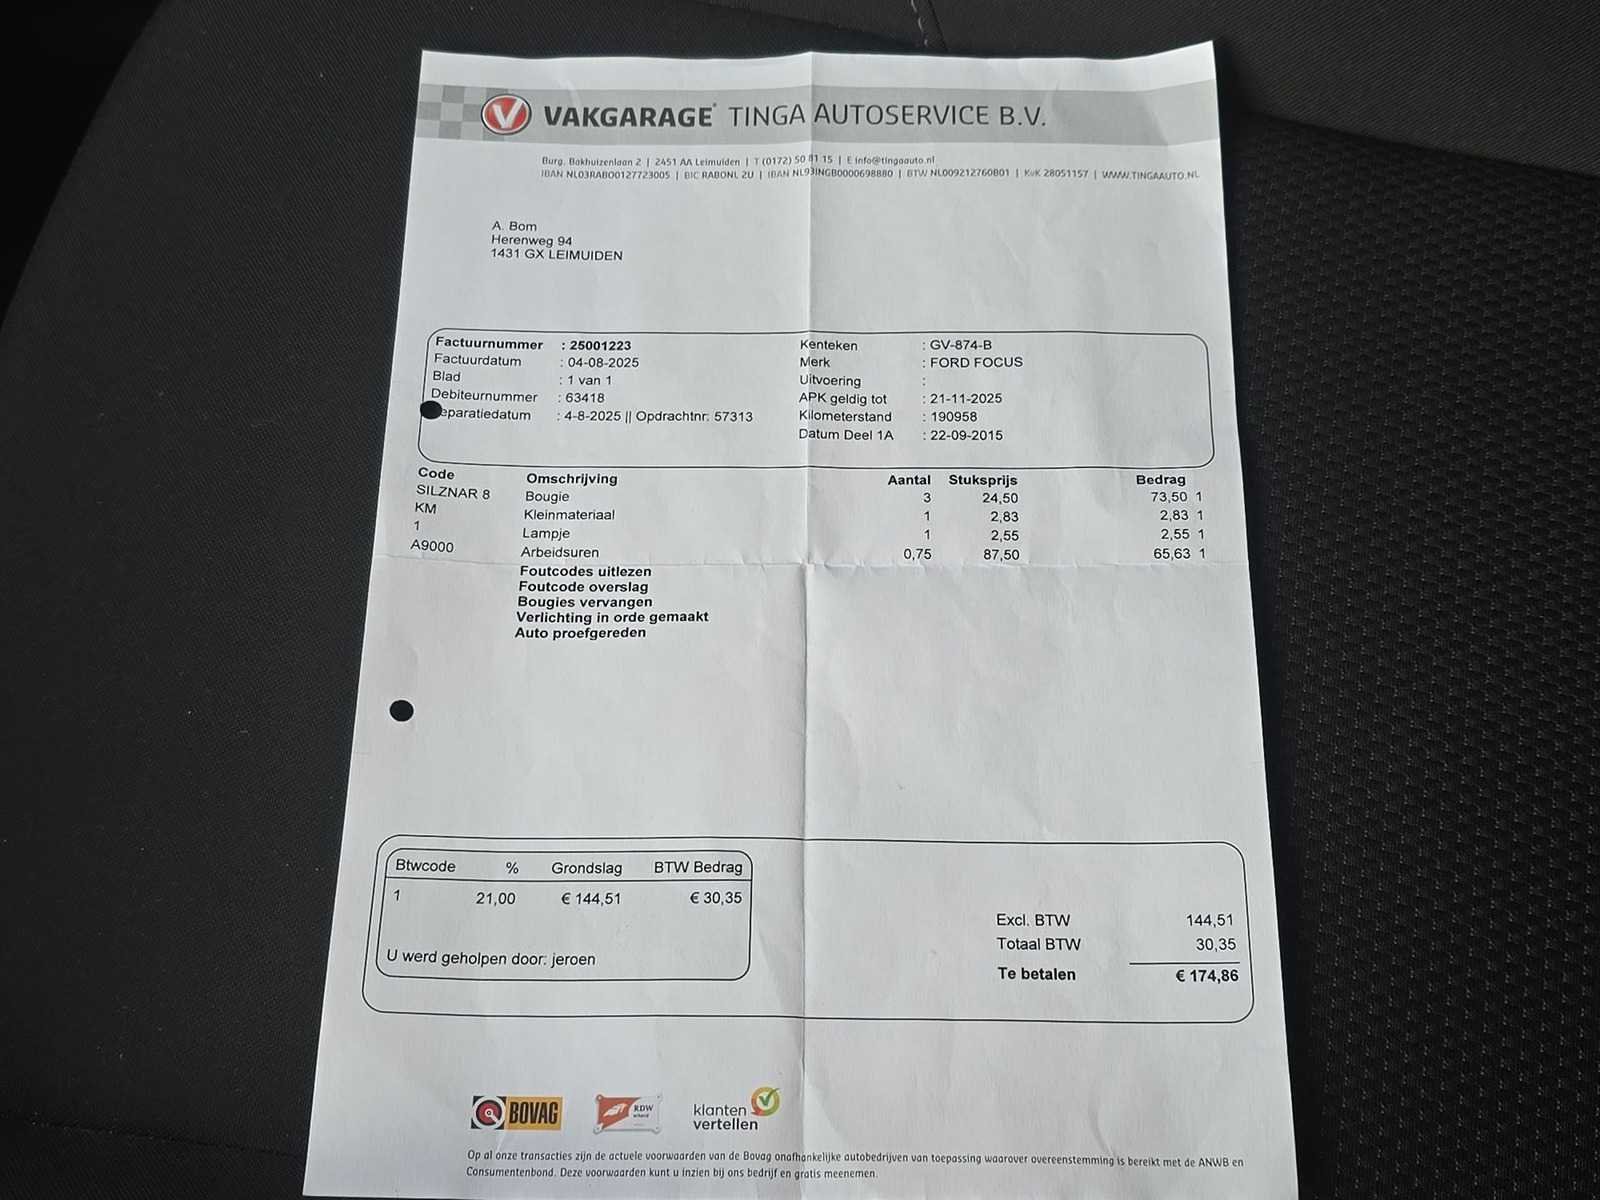 VAKGARAGE TINGA AUTOSERVICE B.V.
Burg. Bakhuizenlaan 2 | 2451 AA Leimuiden | T (0172) 50 81 15 | E info@tingaauto.nl
IBAN NL03RABO0127723005 | BIC RABONL 2U | IBAN NL93INGB0000698880 | BTW NL009212760B01 | KvK 28051157 | WWW.TINGAAUTO.NL
A. Bom
Herenweg 94
1431 GX LEIMUIDEN
Factuurnummer : 25001223 Kenteken : GV-874-B
Factuurdatum : 04-08-2025 Merk : FORD FOCUS
Blad : 1 van 1 Uitvoering :
Debiteurnummer : 63418 APK geldig tot : 21-11-2025
eparatiedatum : 4-8-2025 || Opdrachtnr: 57313 Kilometerstand : 190958
Datum Deel 1A : 22-09-2015
Code Omschrijving Aantal Stuksprijs Bedrag
SILZNAR 8 Bougie 3 24,50 73,50 1
KM Kleinmateriaal 1 2,83 2,83 1
1 Lampje 1 2,55 2,55 1
A9000 Arbeidsuren 0,75 87,50 65,63 1
Foutcodes uitlezen
Foutcode overslag
Bougies vervangen
Verlichting in orde gemaakt
Auto proefgereden
Btwcode % Grondslag BTW Bedrag
1 21,00 € 144,51 € 30,35
U werd geholpen door: jeroen
Excl. BTW 144,51
Totaal BTW 30,35
Te betalen € 174,86
BOVAG
RDW
klanten
vertellen
Op al onze transacties zijn de actuele voorwaarden van de Bovag onafhankelijke autobedrijven van toepassing waarover overeenstemming is bereikt met de ANWB en
Consumentenbond. Deze voorwaarden kunt u inzien bij ons bedrijf en gratis meenemen.